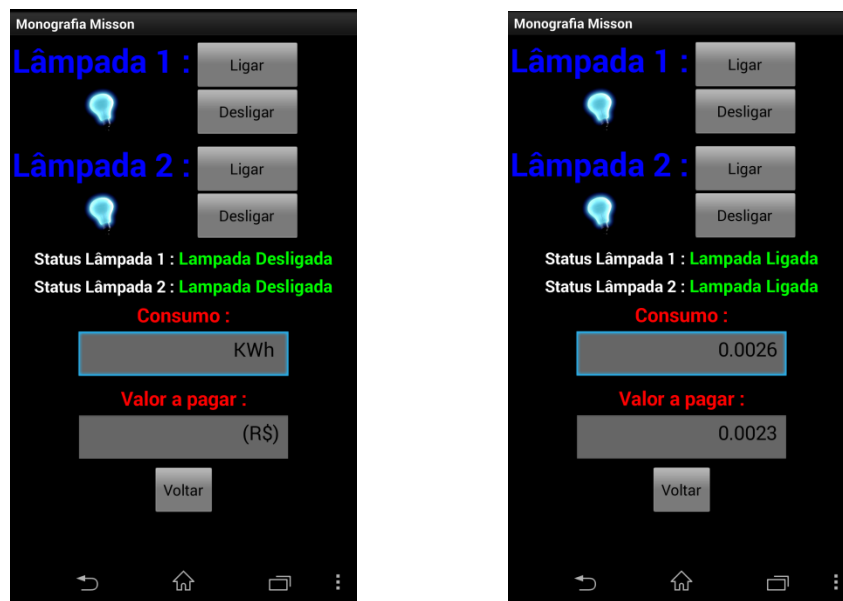 Monografia Misson
Lâmpada 1 :
Ligar
Desligar
Lâmpada 2 :
Ligar
Desligar
Status Lâmpada 1 : Lampada Desligada
Status Lâmpada 2 : Lampada Desligada
Consumo :
KWh
Valor a pagar :
(R$)
Voltar
Monografia Misson
Lâmpada 1 :
Ligar
Desligar
Lâmpada 2 :
Ligar
Desligar
Status Lâmpada 1 : Lampada Ligada
Status Lâmpada 2 : Lampada Ligada
Consumo :
0.0026
Valor a pagar :
0.0023
Voltar